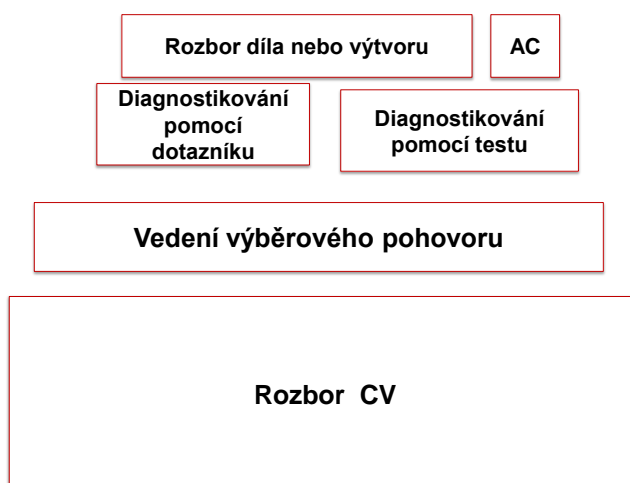 Rozbor díla nebo výtvoru
AC
Diagnostikování
pomocí
dotazníku
Diagnostikování
pomocí testu
Vedení výběrového pohovoru
Rozbor CV